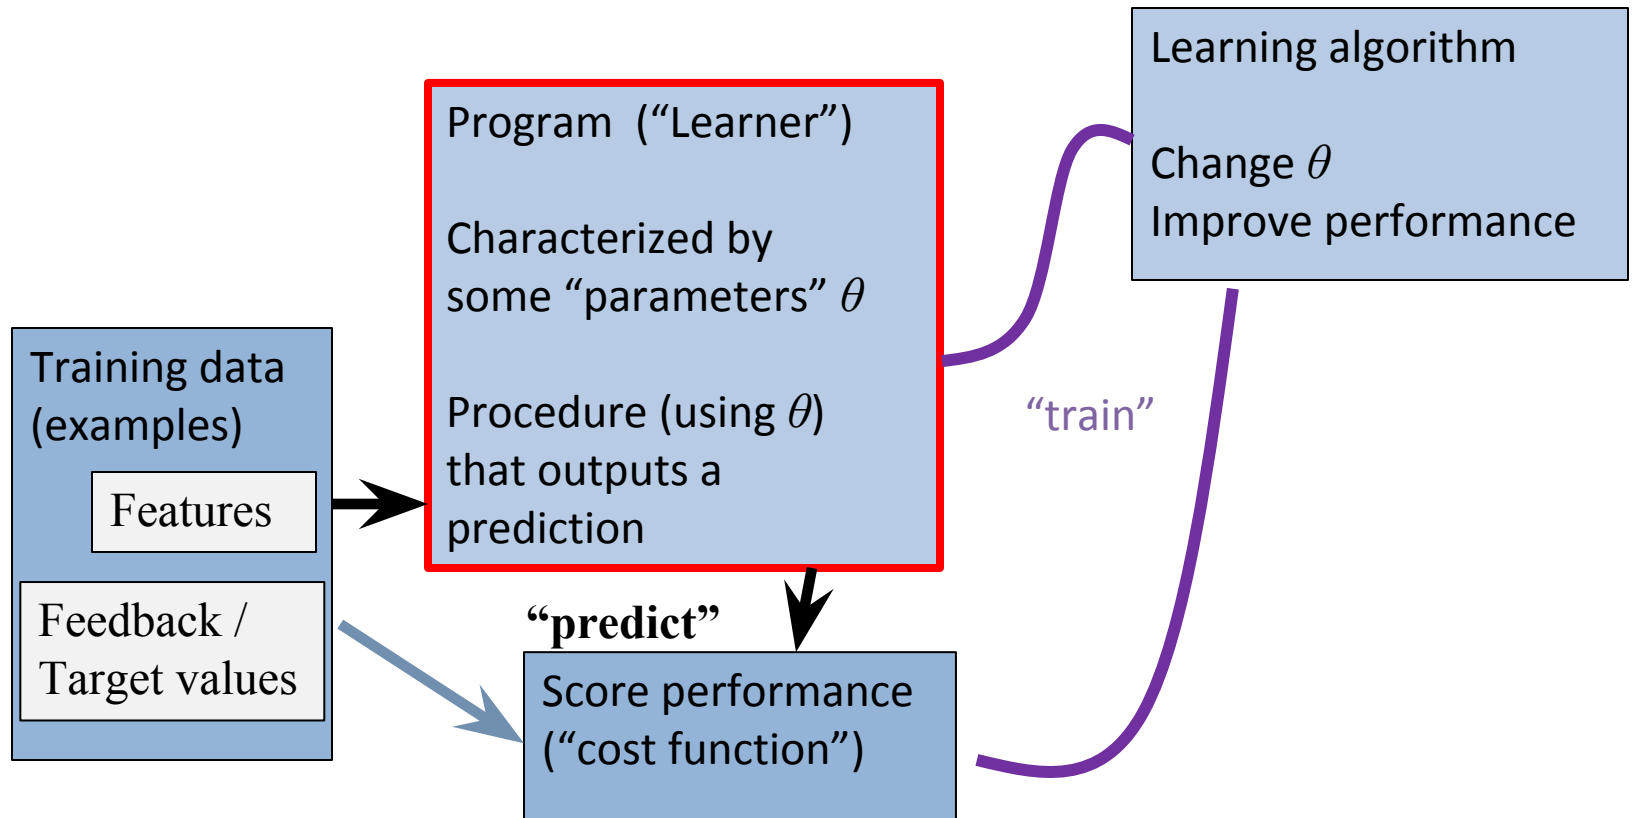 Learning algorithm
Change θ
Improve performance
Program (“Learner”)
Characterized by
some “parameters” θ
Procedure (using θ)
that outputs a
prediction
Training data
(examples)
Features
Feedback /
Target values
“train”
“predict”
Score performance
(“cost function”)